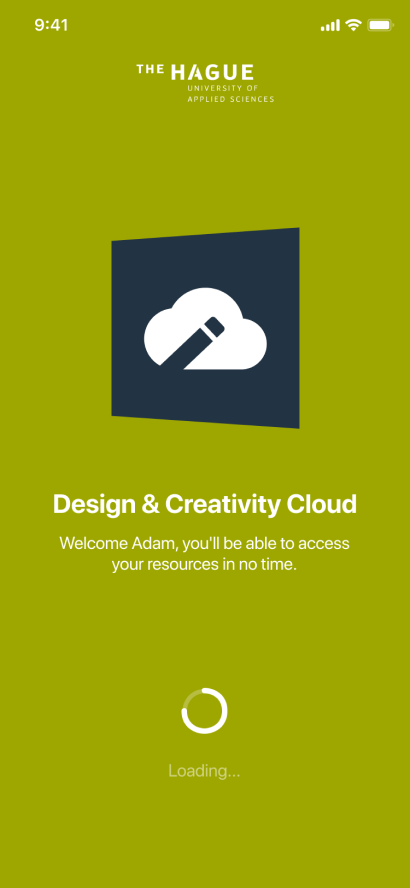 9:41
THE HAGUE
UNIVERSITY OF
APPLIED SCIENCES
Design & Creativity Cloud
Welcome Adam, you'll be able to access
your resources in no time.
Loading...